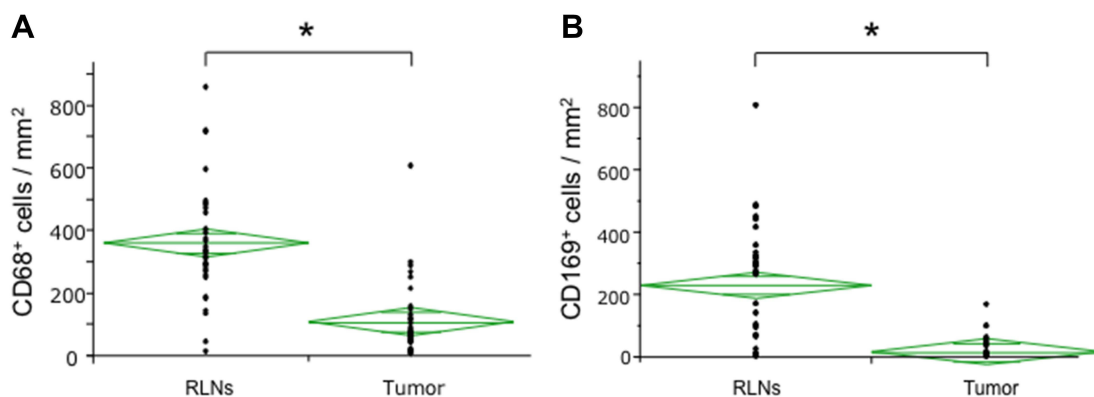 A
*
CD68⁺ cells / mm²
800
600
400
200
0
RLNs
Tumor
B
*
CD169⁺ cells / mm²
800
600
400
200
0
RLNs
Tumor